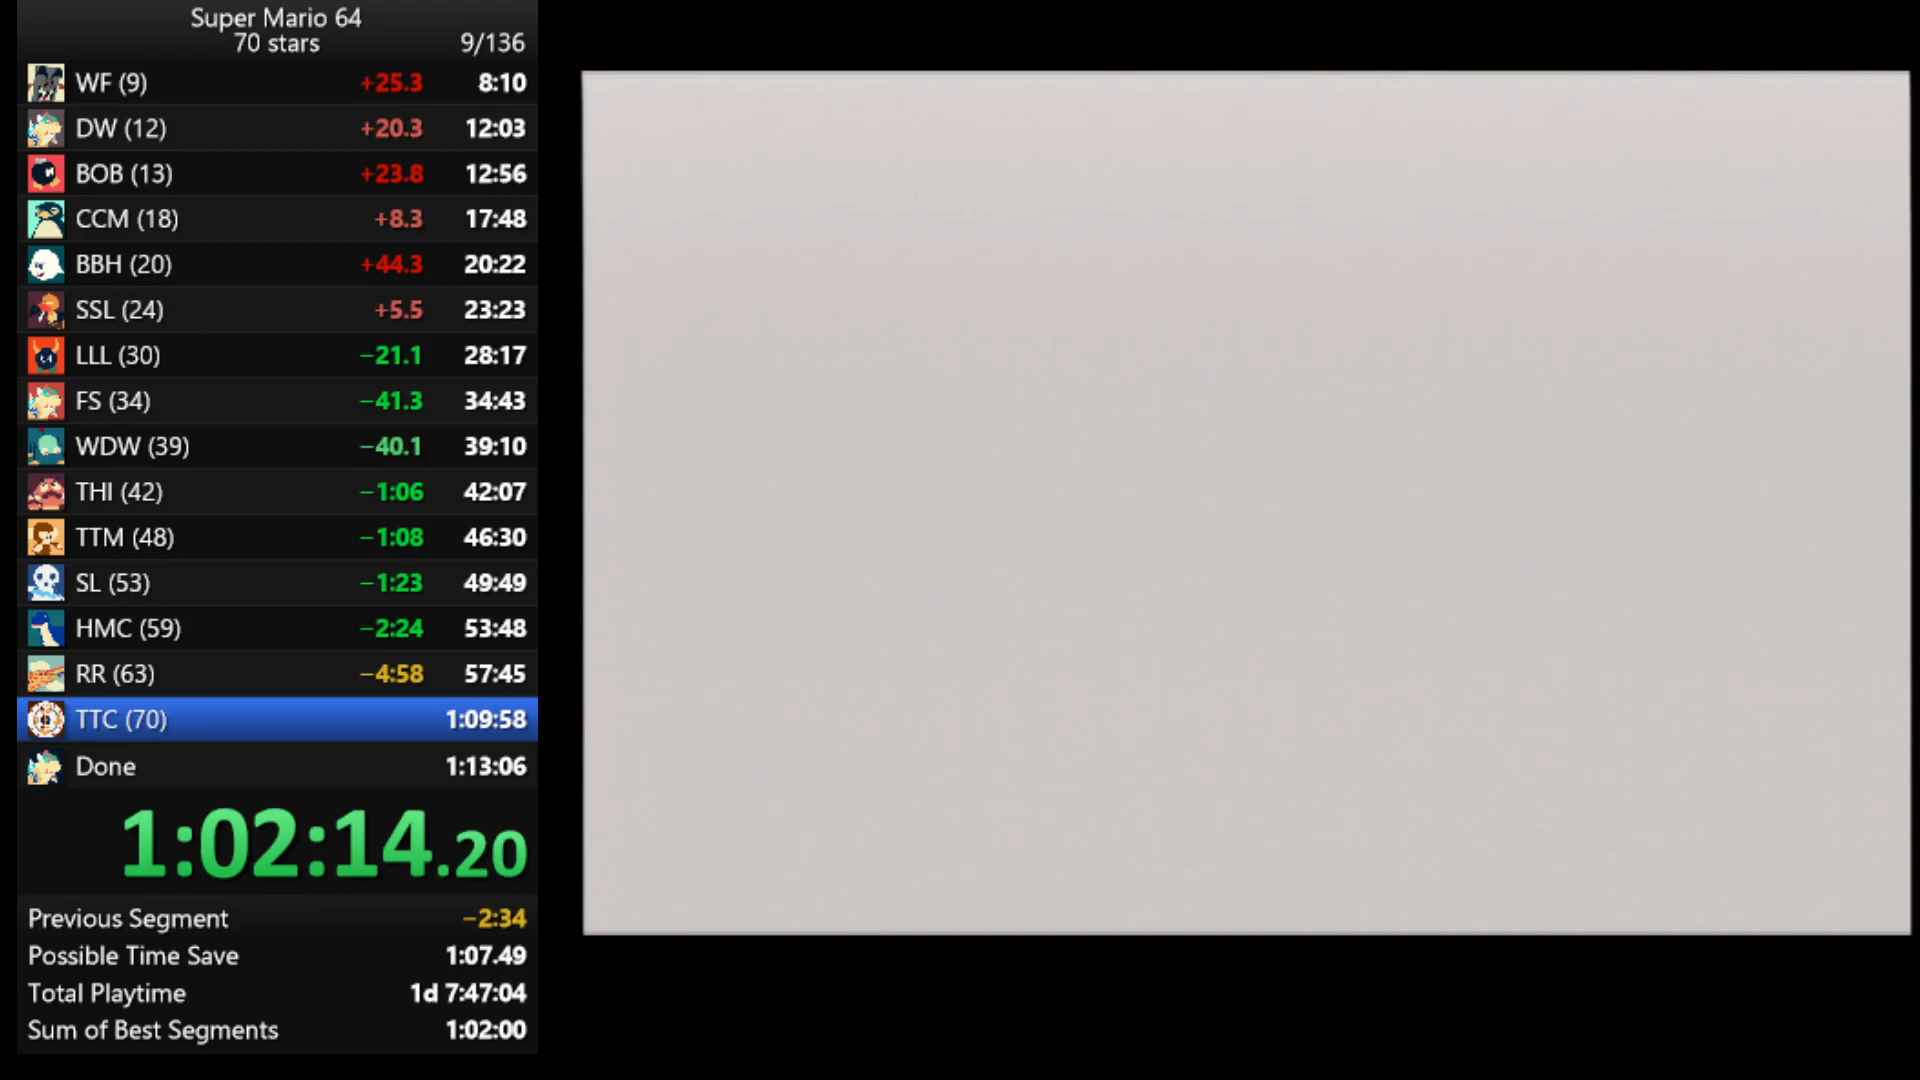 Super Mario 64
70 stars 9/136
WF (9) +25.3 8:10
DW (12) +20.3 12:03
BOB (13) +23.8 12:56
CCM (18) +8.3 17:48
BBH (20) +44.3 20:22
SSL (24) +5.5 23:23
LLL (30) −21.1 28:17
FS (34) −41.3 34:43
WDW (39) −40.1 39:10
THI (42) −1:06 42:07
TTM (48) −1:08 46:30
SL (53) −1:23 49:49
HMC (59) −2:24 53:48
RR (63) −4:58 57:45
TTC (70) 1:09:58
Done 1:13:06
1:02:14.20
Previous Segment −2:34
Possible Time Save 1:07.49
Total Playtime 1d 7:47:04
Sum of Best Segments 1:02:00